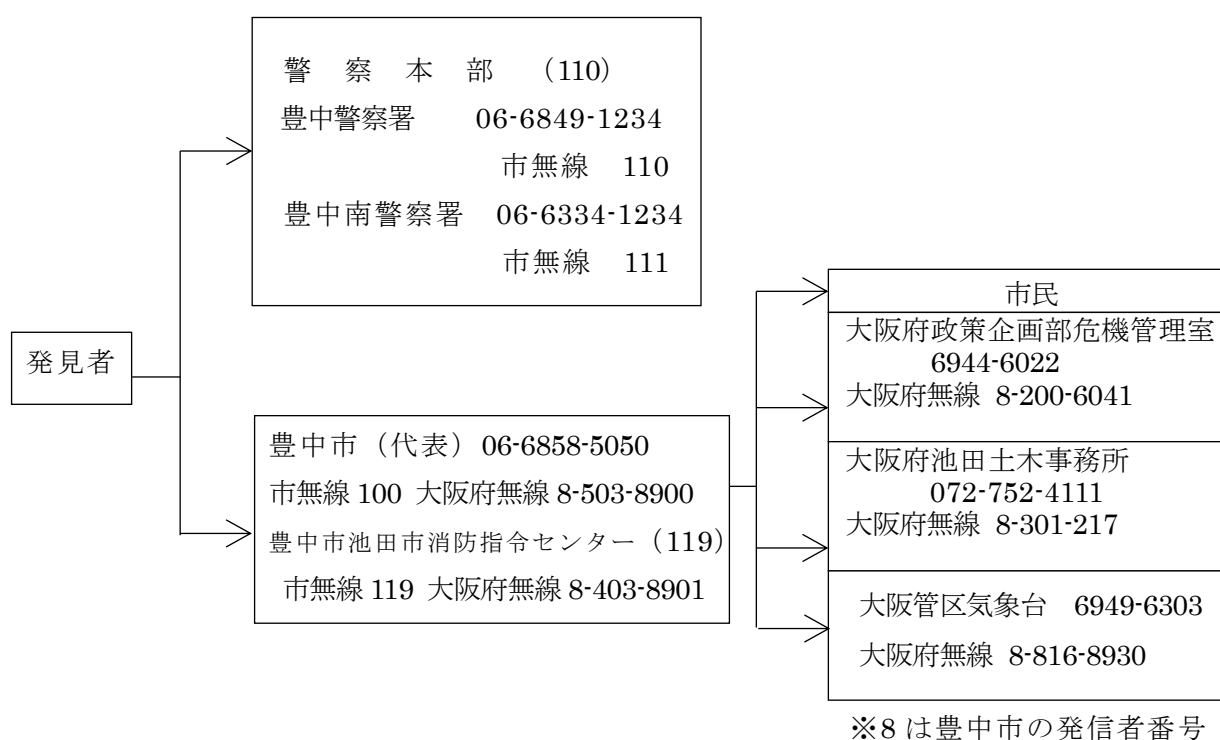 警察本部 （110）
豊中警察署 06-6849-1234
市無線 110
豊中南警察署 06-6334-1234
市無線 111
発見者
豊中市（代表）06-6858-5050
市無線 100 大阪府無線 8-503-8900
豊中市池田市消防指令センター（119）
市無線 119 大阪府無線 8-403-8901
市民
大阪府政策企画部危機管理室
6944-6022
大阪府無線 8-200-6041
大阪府池田土木事務所
072-752-4111
大阪府無線 8-301-217
大阪管区気象台 6949-6303
大阪府無線 8-816-8930
※8 は豊中市の発信者番号